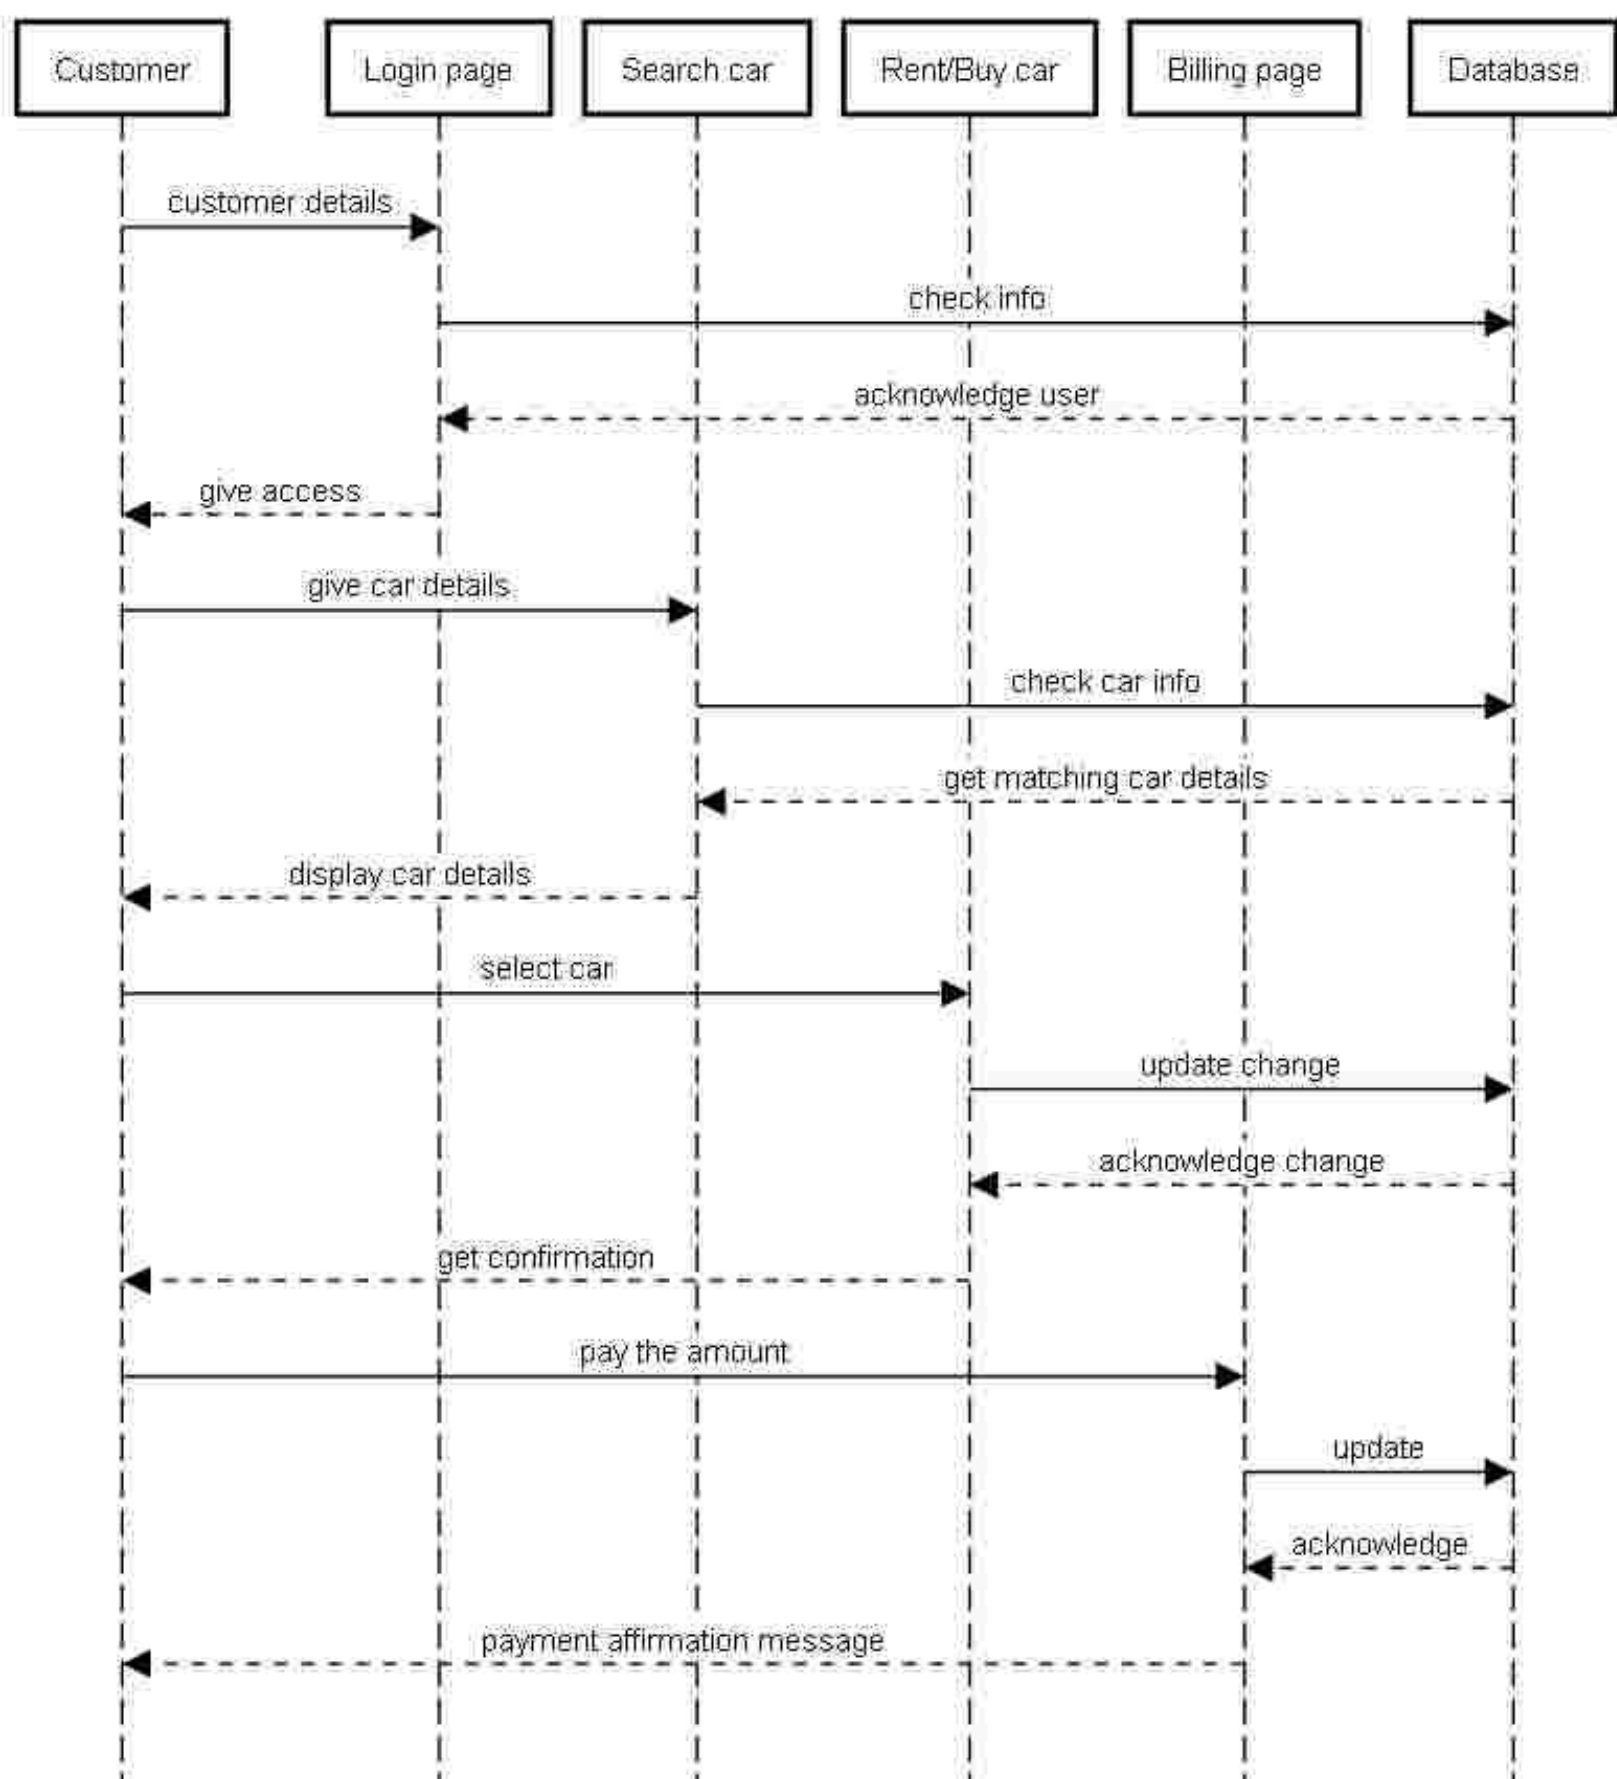 Customer
Login page
Search car
Rent/Buy car
Billing page
Database
customer details
check info
acknowledge user
give access
give car details
check car info
get matching car details
display car details
select car
update change
acknowledge change
get confirmation
pay the amount
update
acknowledge
payment affirmation message